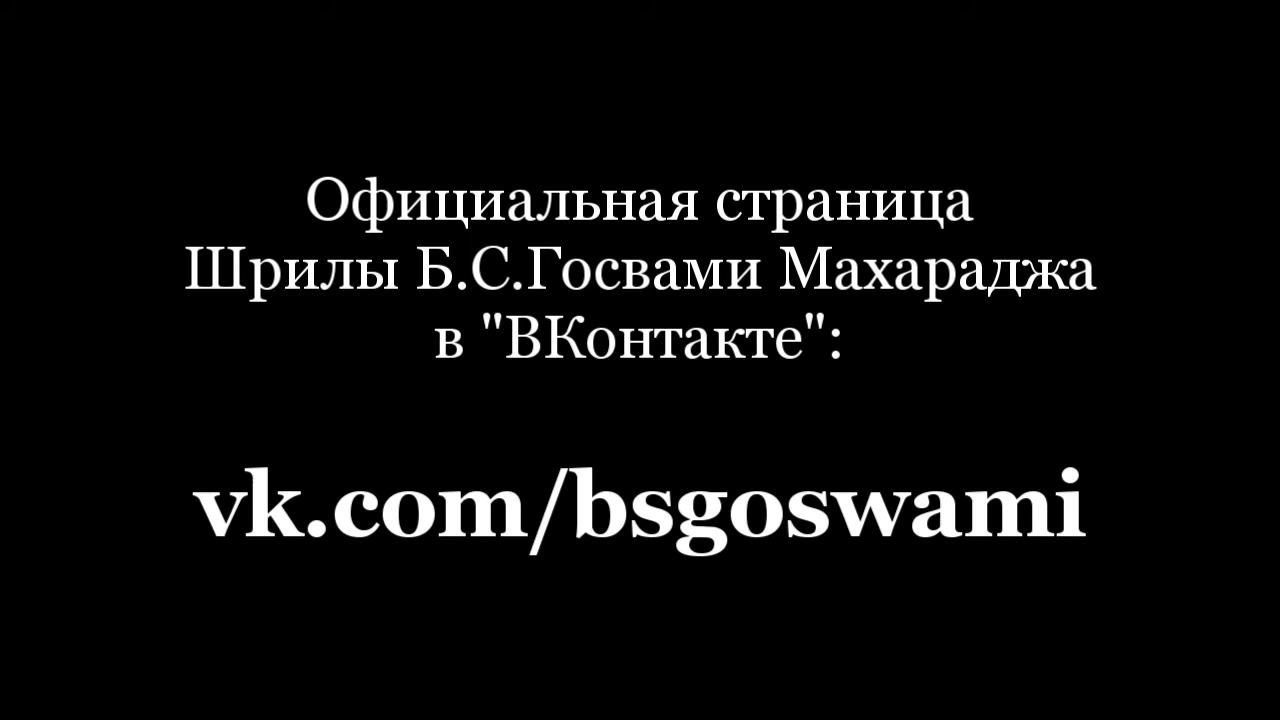 Официальная страница
Шрилы Б.С.Госвами Махараджа
в "ВКонтакте":
vk.com/bsgoswami